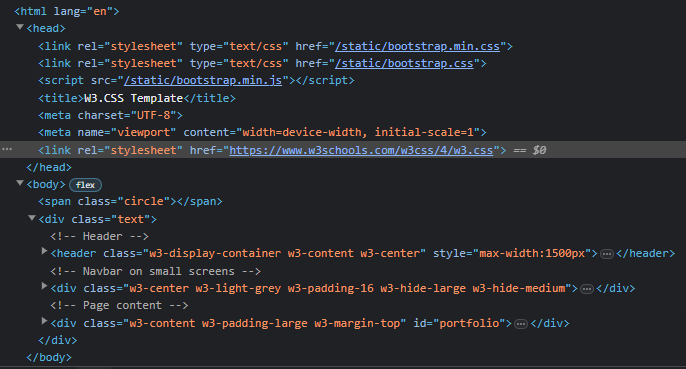 <html lang="en">
<head>
<link rel="stylesheet" type="text/css" href="/static/bootstrap.min.css">
<link rel="stylesheet" type="text/css" href="/static/bootstrap.css">
<script src="/static/bootstrap.min.js"></script>
<title>W3.CSS Template</title>
<meta charset="UTF-8">
<meta name="viewport" content="width=device-width, initial-scale=1">
<link rel="stylesheet" href="https://www.w3schools.com/w3css/4/w3.css"> == $0
</head>
<body> flex
<span class="circle"></span>
<div class="text">
<!-- Header -->
<header class="w3-display-container w3-content w3-center" style="max-width:1500px">…</header>
<!-- Navbar on small screens -->
<div class="w3-center w3-light-grey w3-padding-16 w3-hide-large w3-hide-medium">…</div>
<!-- Page content -->
<div class="w3-content w3-padding-large w3-margin-top" id="portfolio">…</div>
</div>
</body>